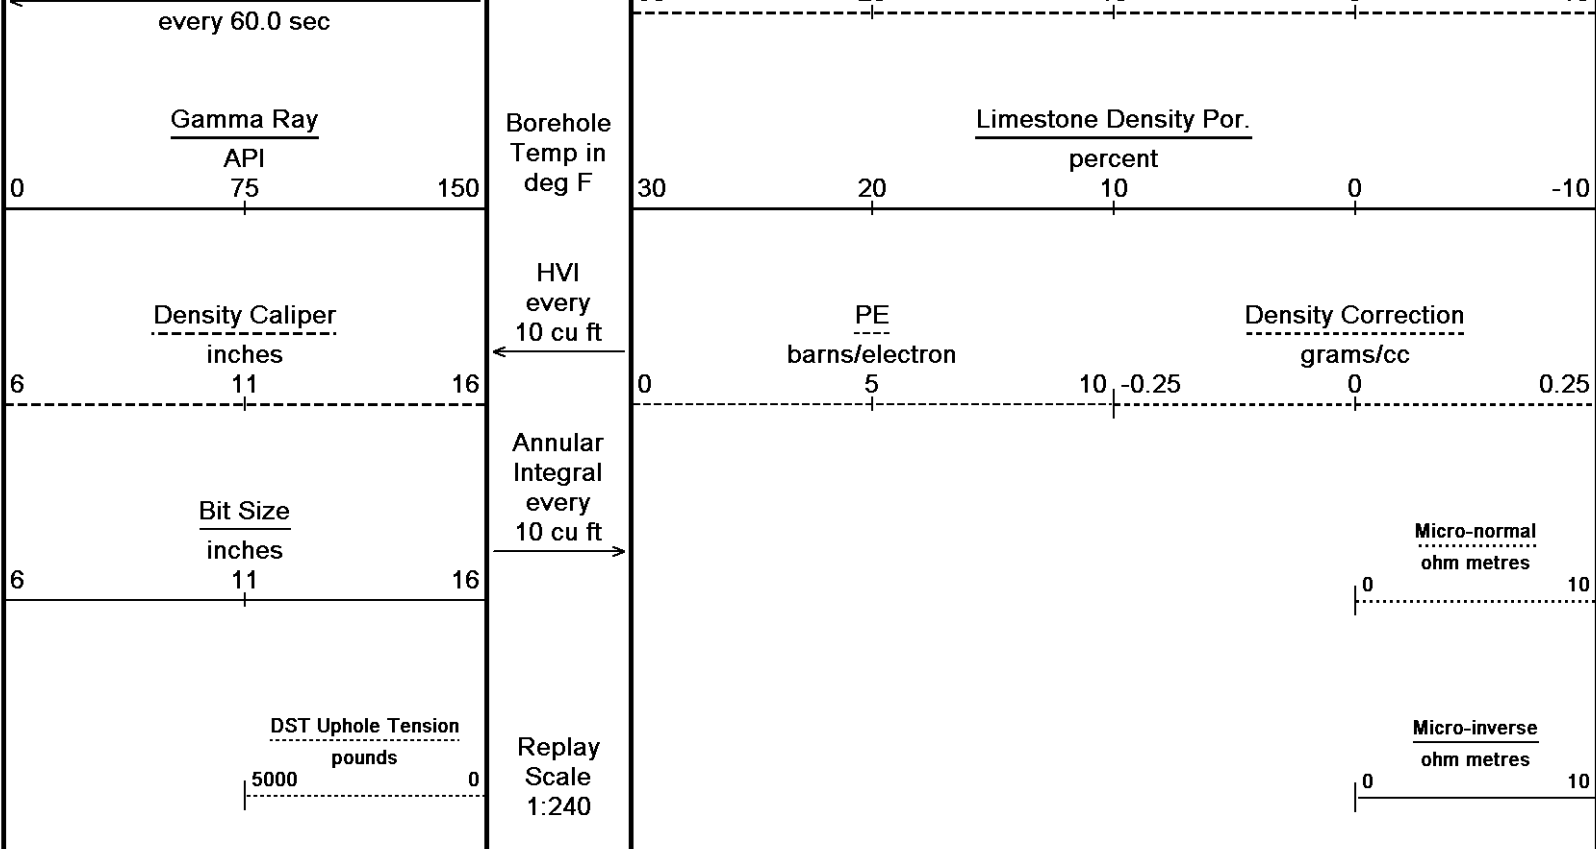 every 60.0 sec
Gamma Ray
API
0 75 150
Density Caliper
inches
6 11 16
Bit Size
inches
6 11 16
DST Uphole Tension
pounds
5000 0
Borehole
Temp in
deg F
HVI
every
10 cu ft
Annular
Integral
every
10 cu ft
Replay
Scale
1:240
Limestone Density Por.
percent
30 20 10 0 -10
PE
barns/electron
0 5 10
Density Correction
grams/cc
-0.25 0 0.25
Micro-normal
ohm metres
0 10
Micro-inverse
ohm metres
0 10